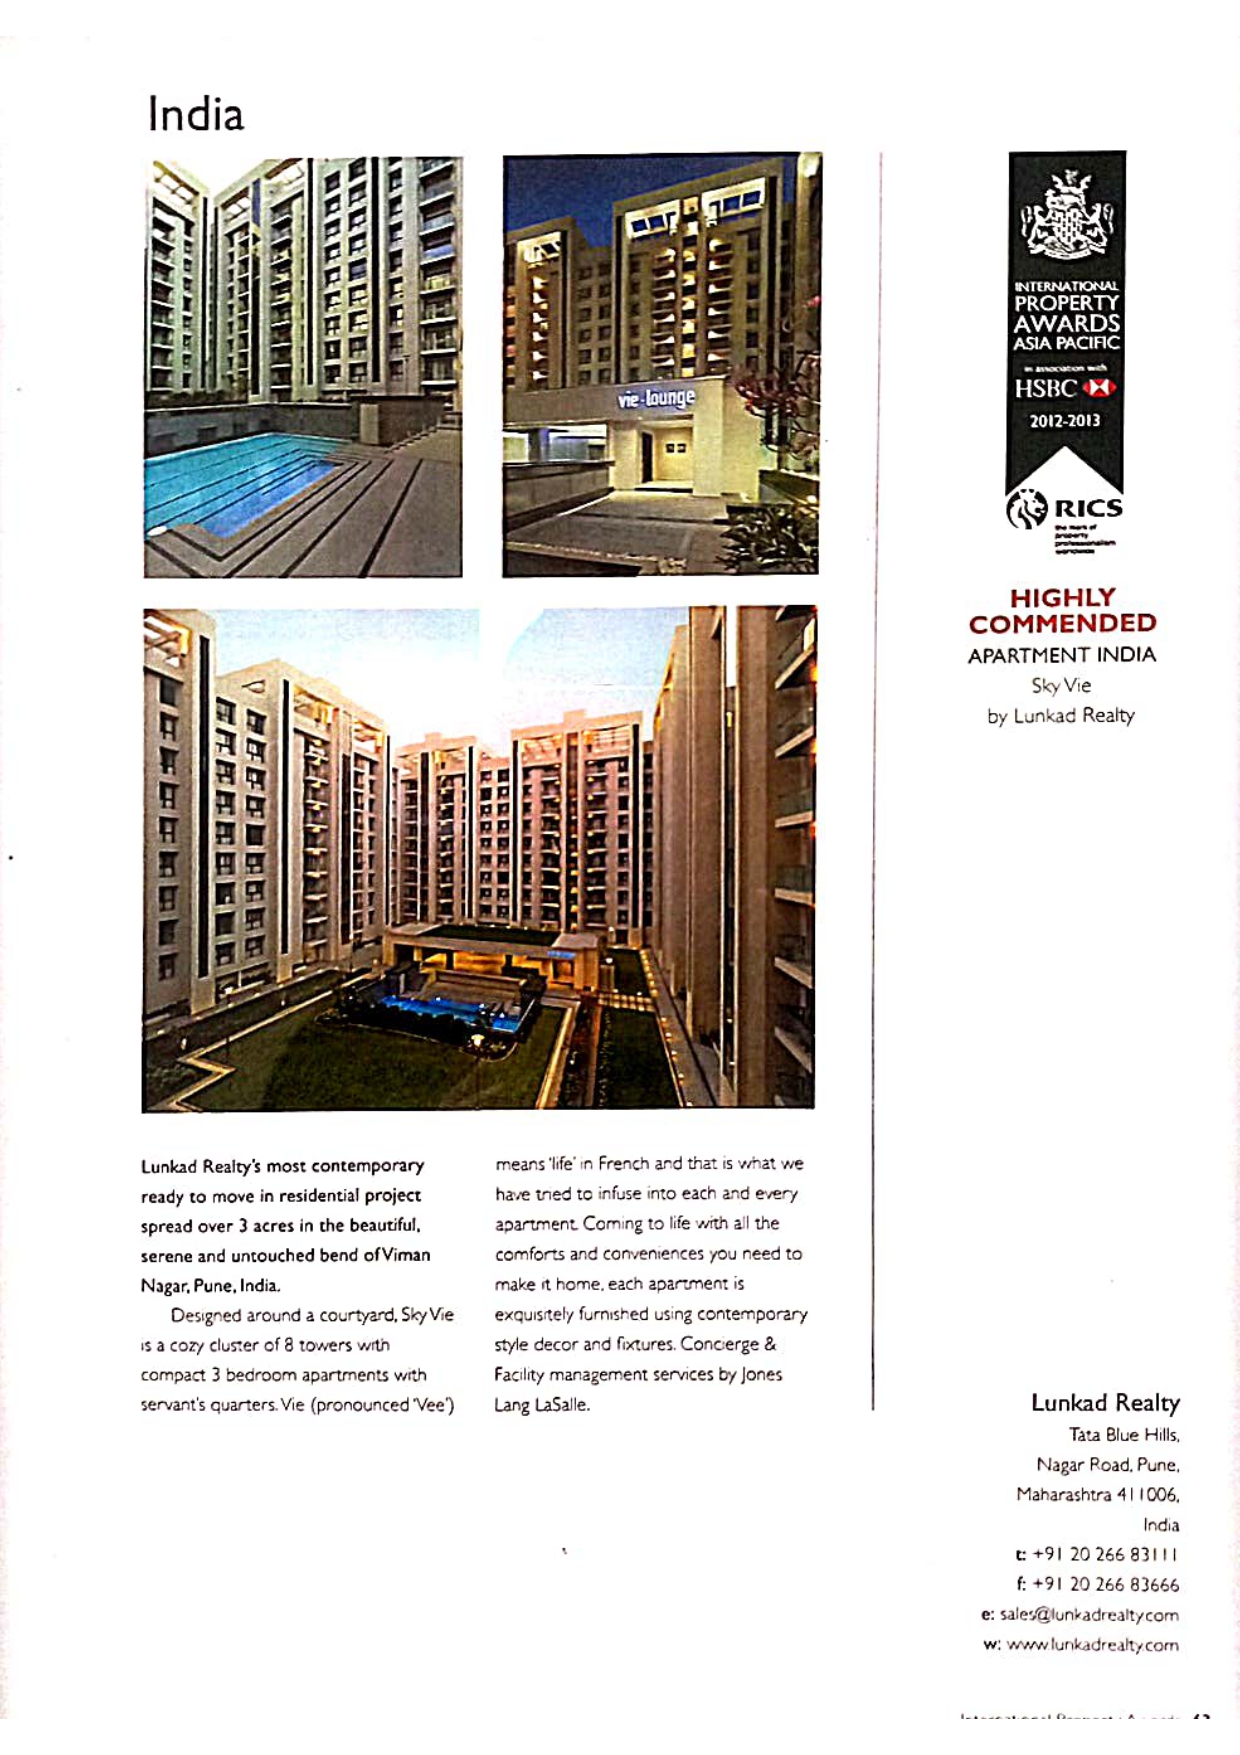 India
vie-lounge
INTERNATIONAL
PROPERTY
AWARDS
ASIA PACIFIC
in association with
HSBC
2012-2013
RICS
the mark of
property
professionalism
worldwide
HIGHLY
COMMENDED
APARTMENT INDIA
Sky Vie
by Lunkad Realty
Lunkad Realty's most contemporary
ready to move in residential project
spread over 3 acres in the beautiful,
serene and untouched bend of Viman
Nagar, Pune, India.
Designed around a courtyard, Sky Vie
is a cozy cluster of 8 towers with
compact 3 bedroom apartments with
servant's quarters. Vie (pronounced 'Vee')
means 'life' in French and that is what we
have tried to infuse into each and every
apartment. Coming to life with all the
comforts and conveniences you need to
make it home, each apartment is
exquisitely furnished using contemporary
style decor and fixtures. Concierge &
Facility management services by Jones
Lang LaSalle.
Lunkad Realty
Tata Blue Hills,
Nagar Road, Pune,
Maharashtra 411006,
India
t: +91 20 266 83111
f: +91 20 266 83666
e: sales@lunkadrealty.com
w: www.lunkadrealty.com